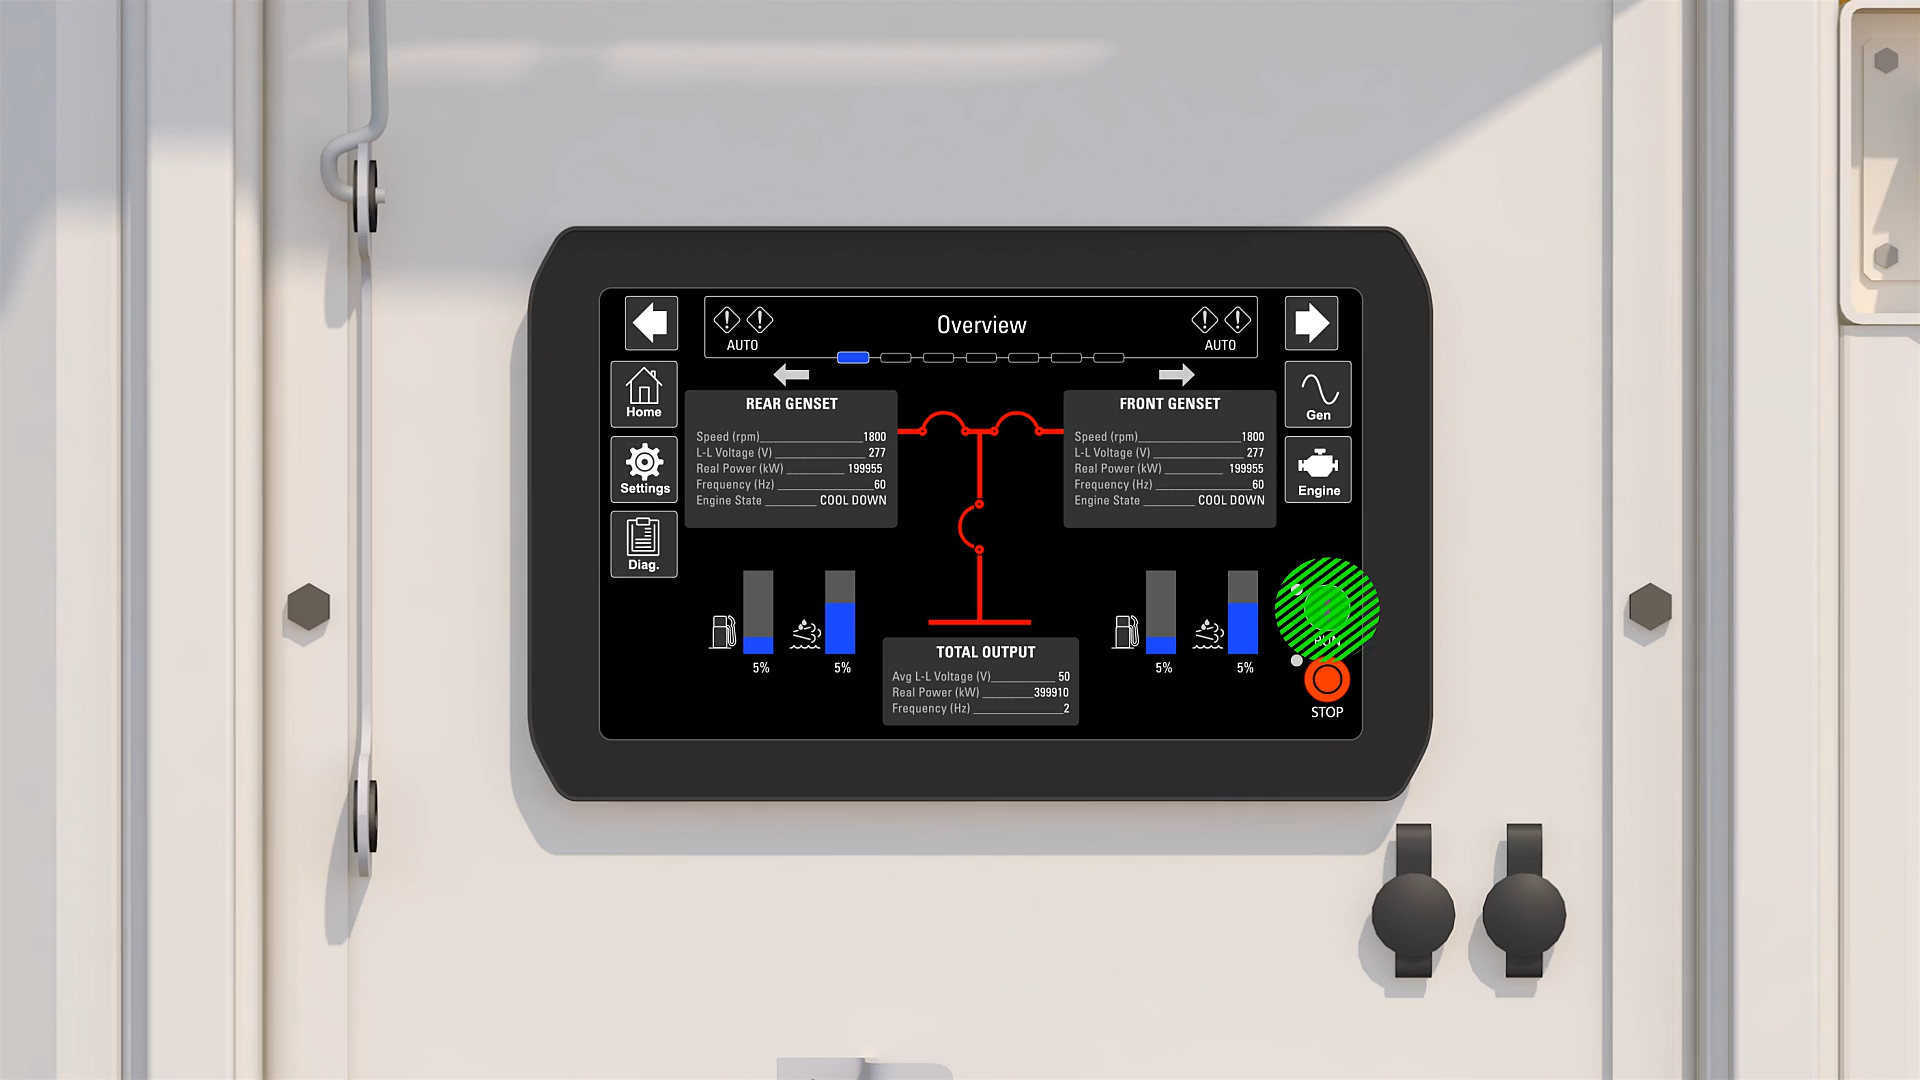 Overview
AUTO
AUTO
Home
Settings
Diag.
Gen
Engine
REAR GENSET
Speed (rpm) 1800
L-L Voltage (V) 277
Real Power (kW) 199955
Frequency (Hz) 60
Engine State COOL DOWN
FRONT GENSET
Speed (rpm) 1800
L-L Voltage (V) 277
Real Power (kW) 199955
Frequency (Hz) 60
Engine State COOL DOWN
5%
5%
5%
5%
TOTAL OUTPUT
Avg L-L Voltage (V) 50
Real Power (kW) 399910
Frequency (Hz) 2
RUN
STOP